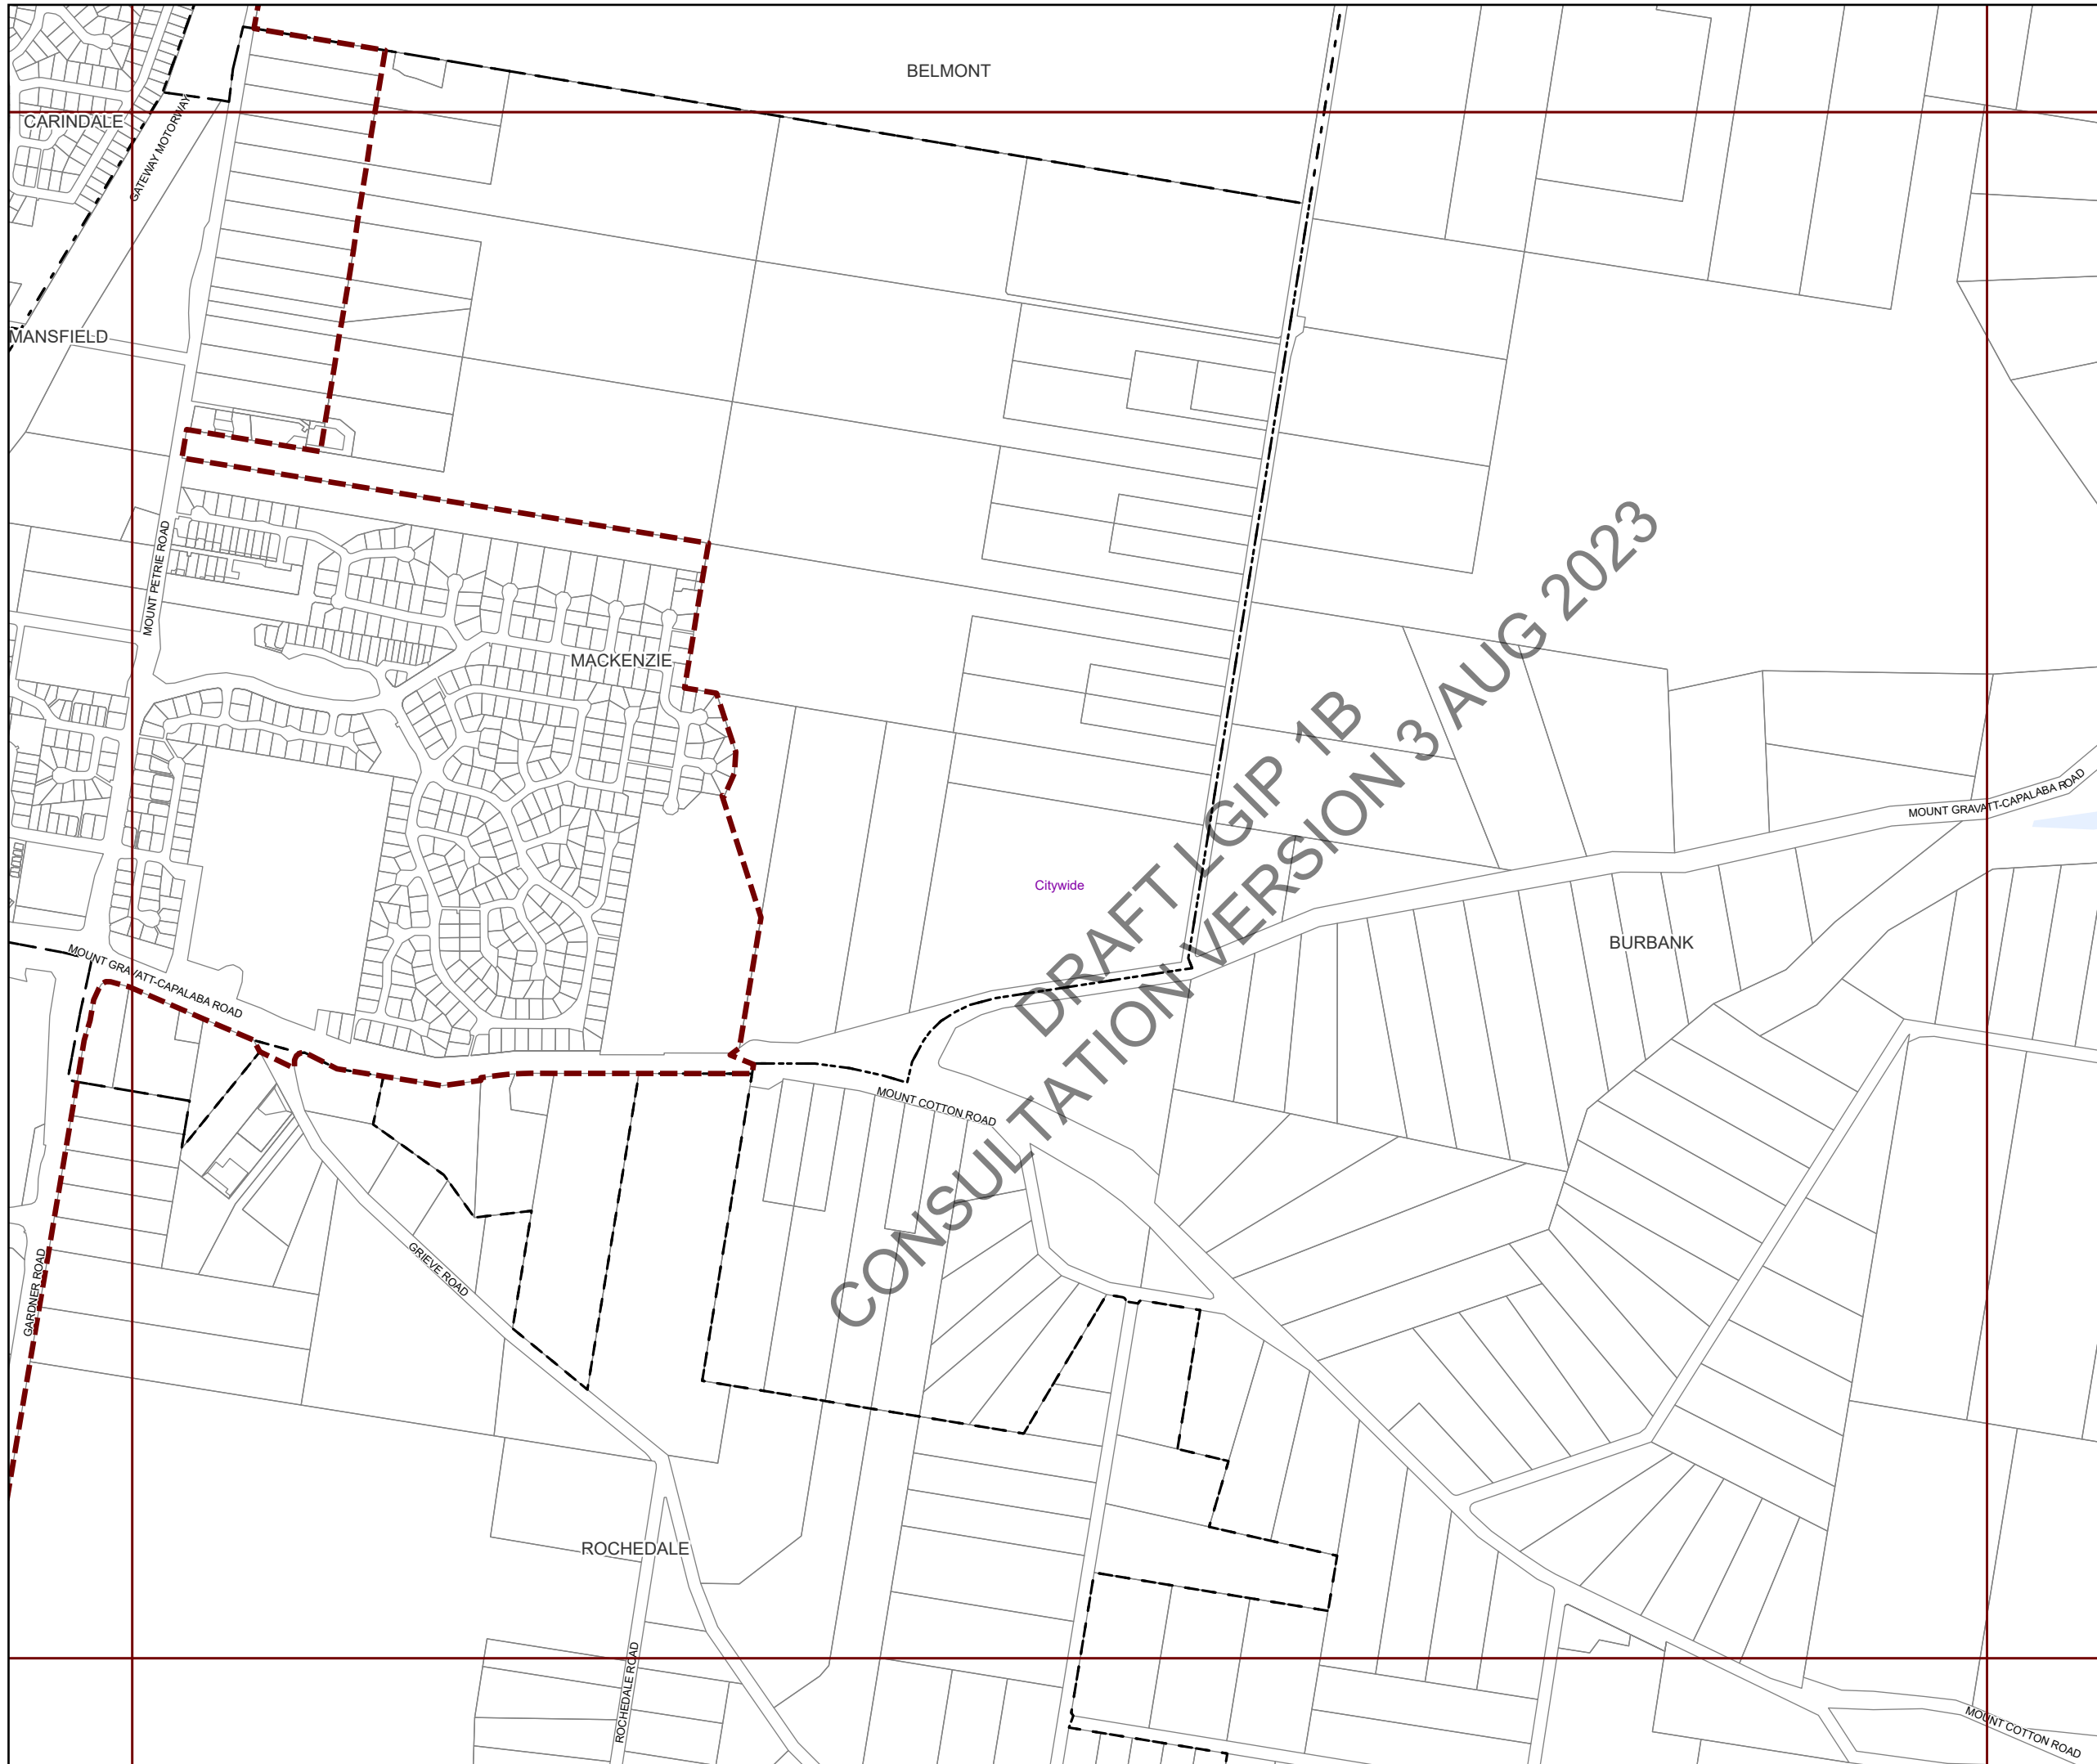 BELMONT
CARINDALE
GATEWAY MOTORWAY
MANSFIELD
MOUNT PETRIE ROAD
MACKENZIE
MOUNT GRAVATT-CAPALABA ROAD
Citywide
DRAFT LGIP 1B
CONSULTATION VERSION 3 AUG 2023
BURBANK
MOUNT GRAVATT-CAPALABA ROAD
MOUNT COTTON ROAD
GRIEVE ROAD
GARDNER ROAD
ROCHEDALE
ROCHEDALE ROAD
MOUNT COTTON ROAD